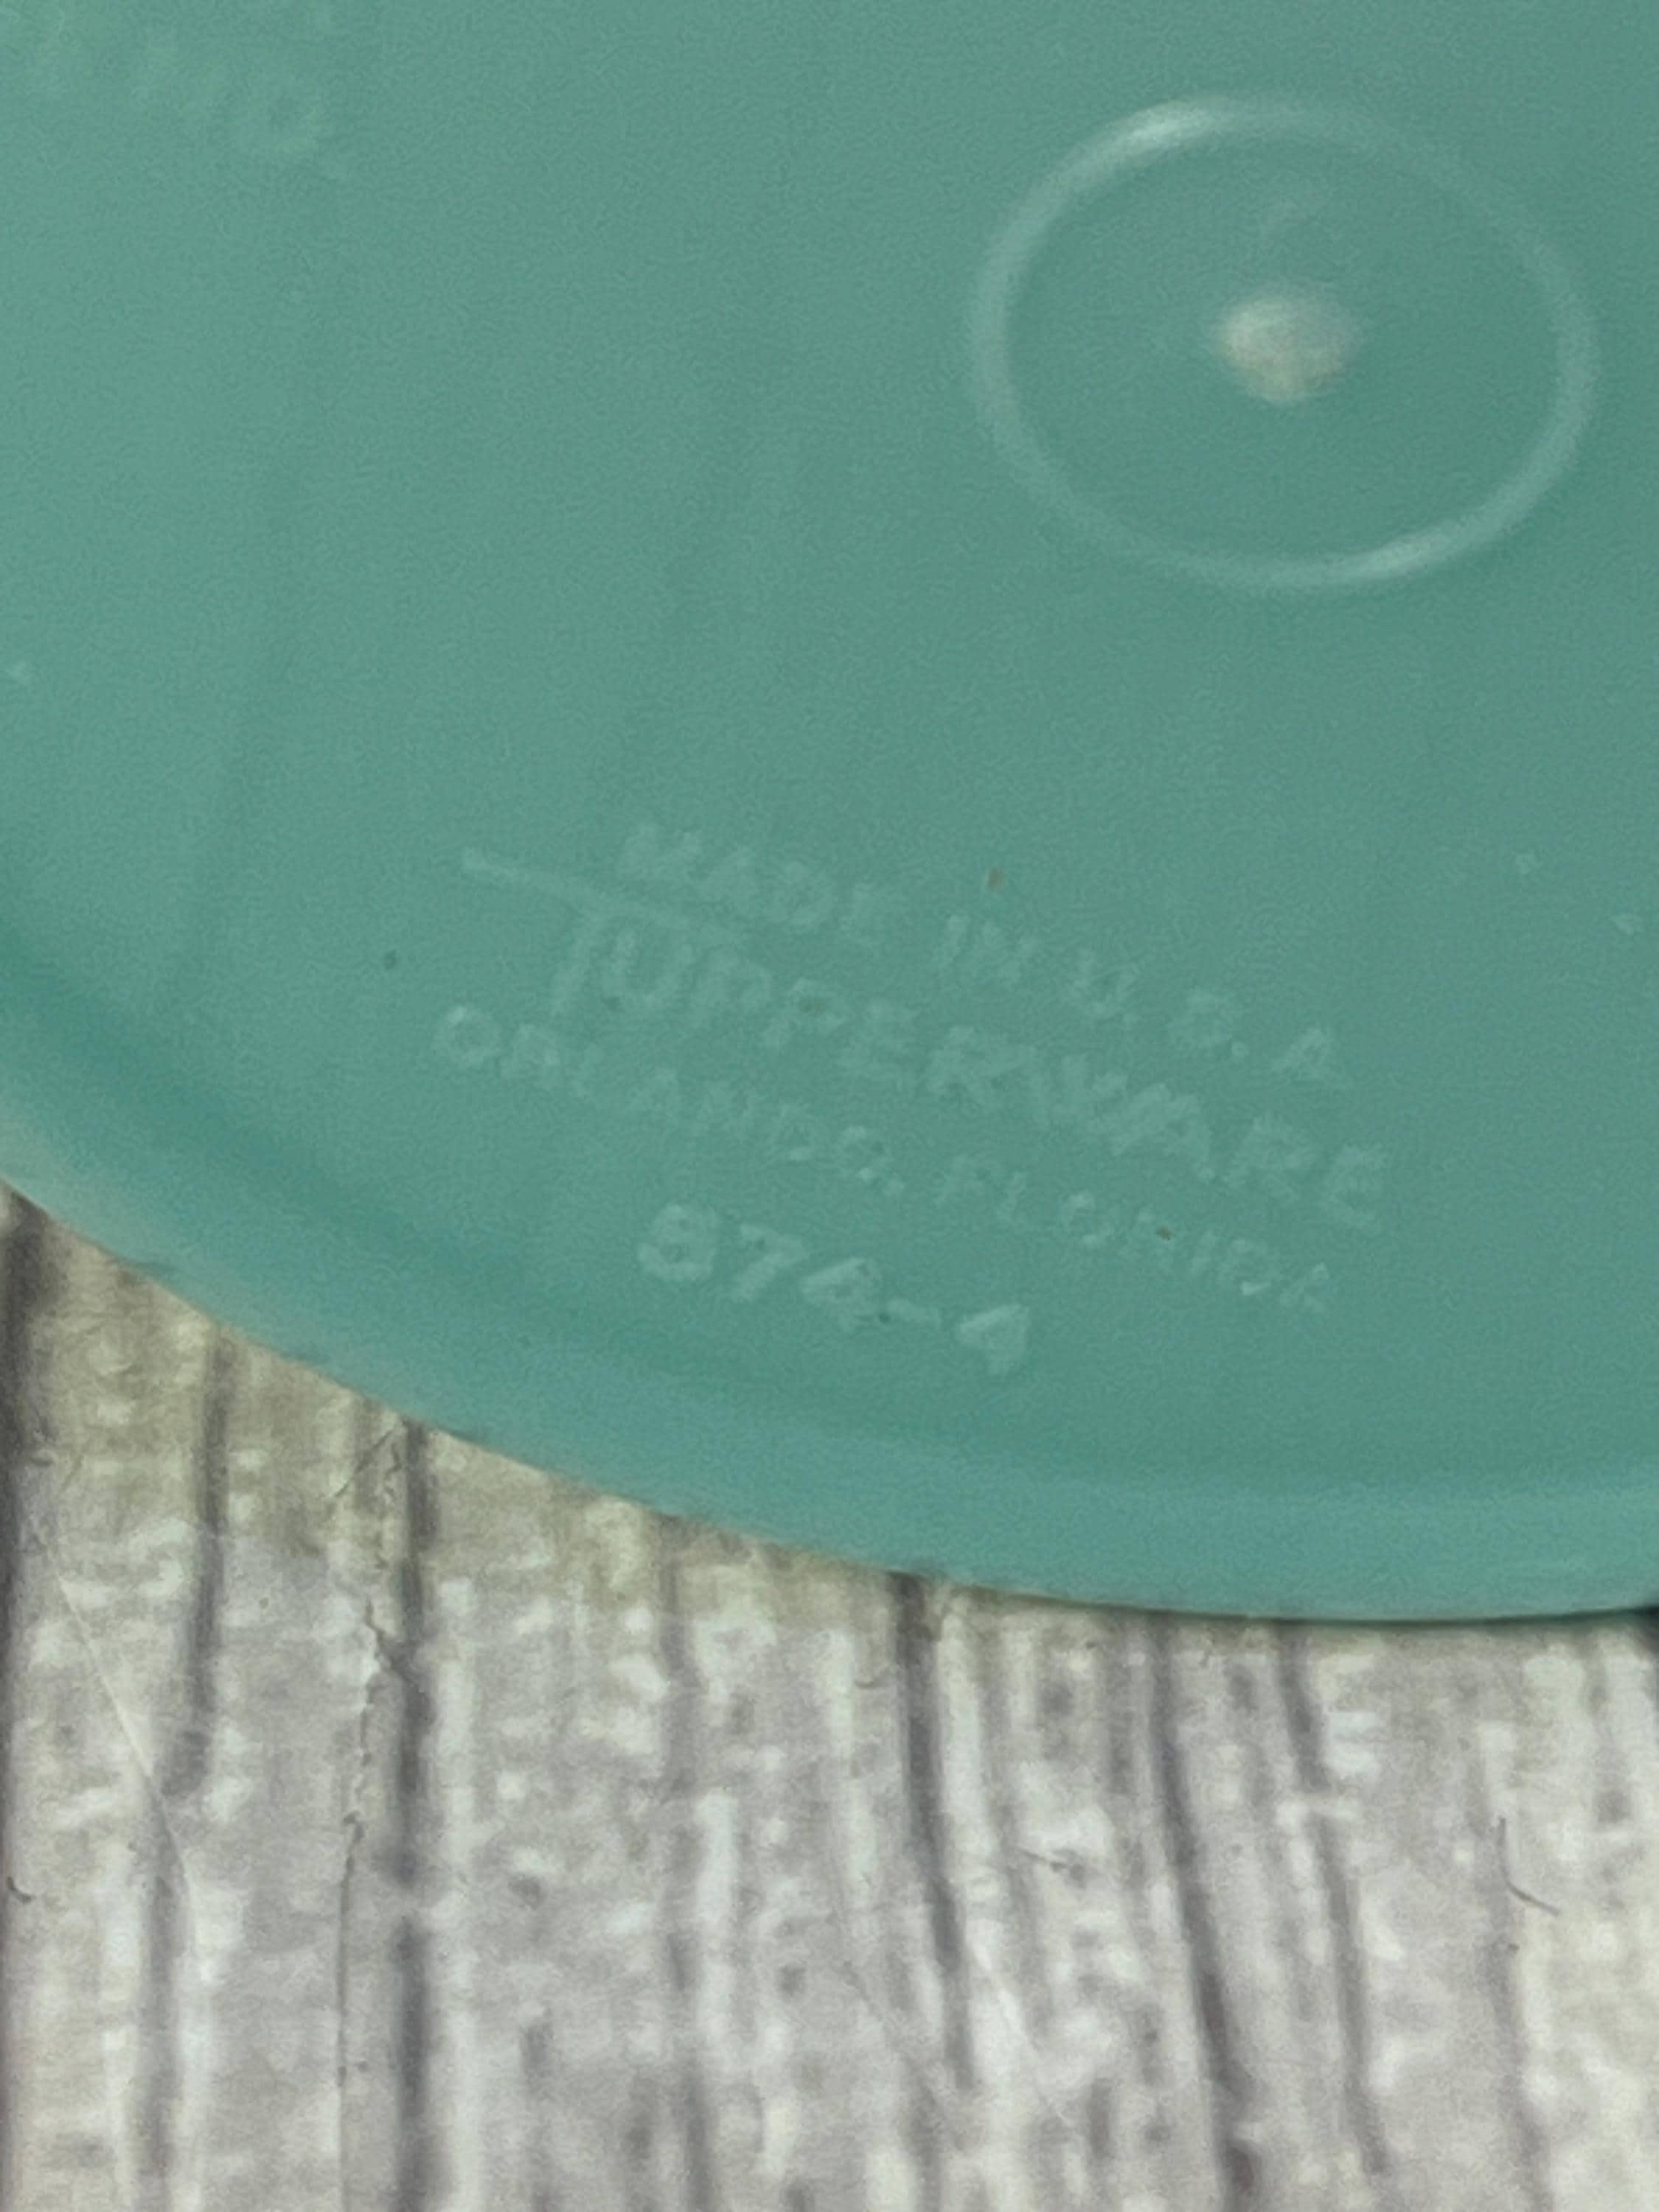 MADE IN U.S.A
TUPPERWARE
ORLANDO, FLORIDA
874-4